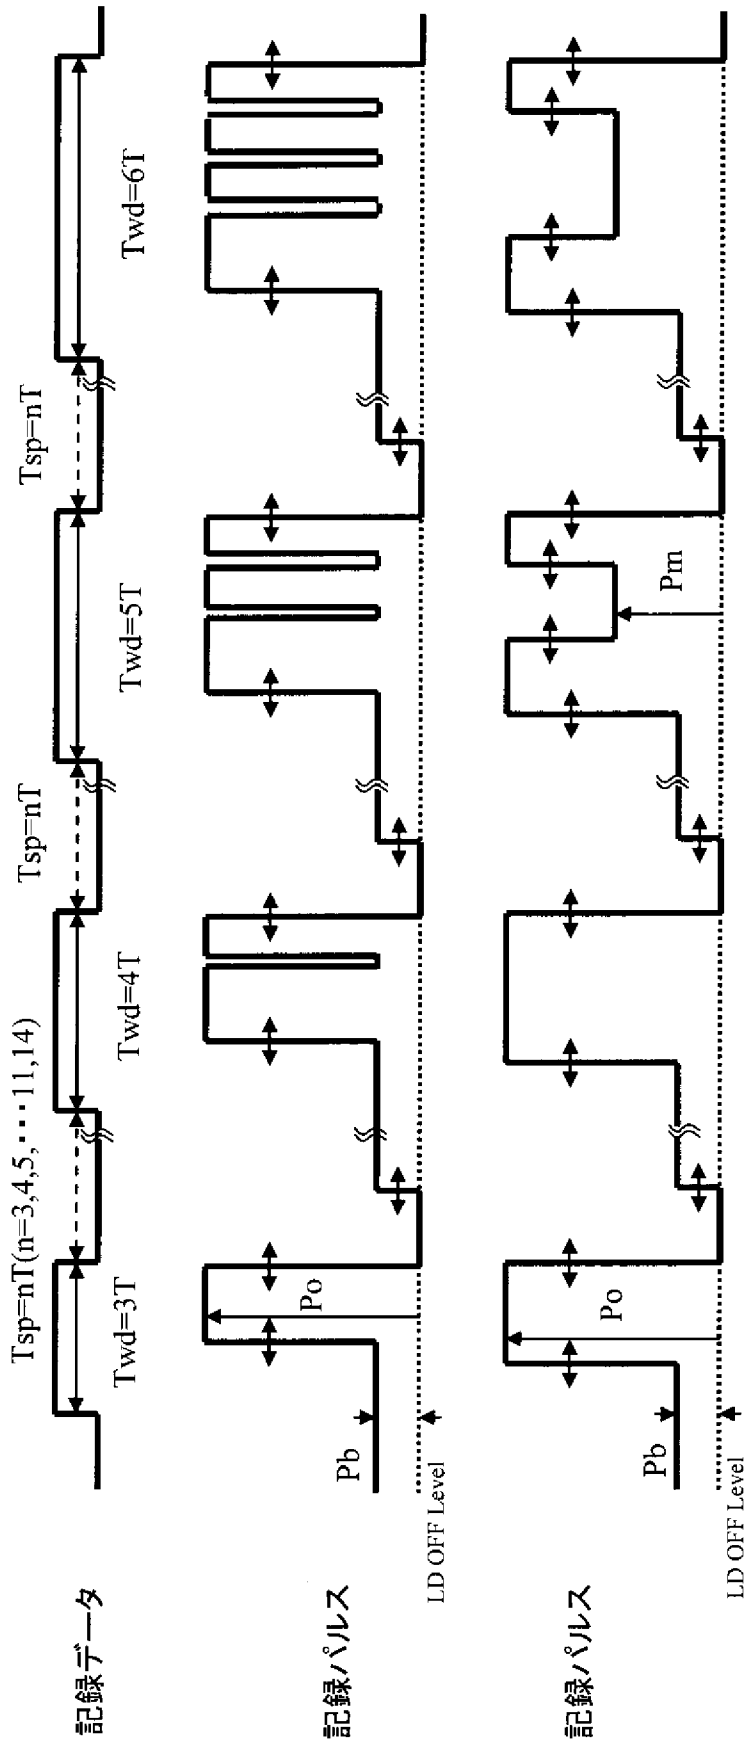 記録データ
Tsp=nT(n=3,4,5,･･･11,14)
Tsp=nT
Tsp=nT
Twd=3T
Twd=4T
Twd=5T
Twd=6T
記録パルス
Pb
Po
LD OFF Level
記録パルス
Pb
Po
Pm
LD OFF Level